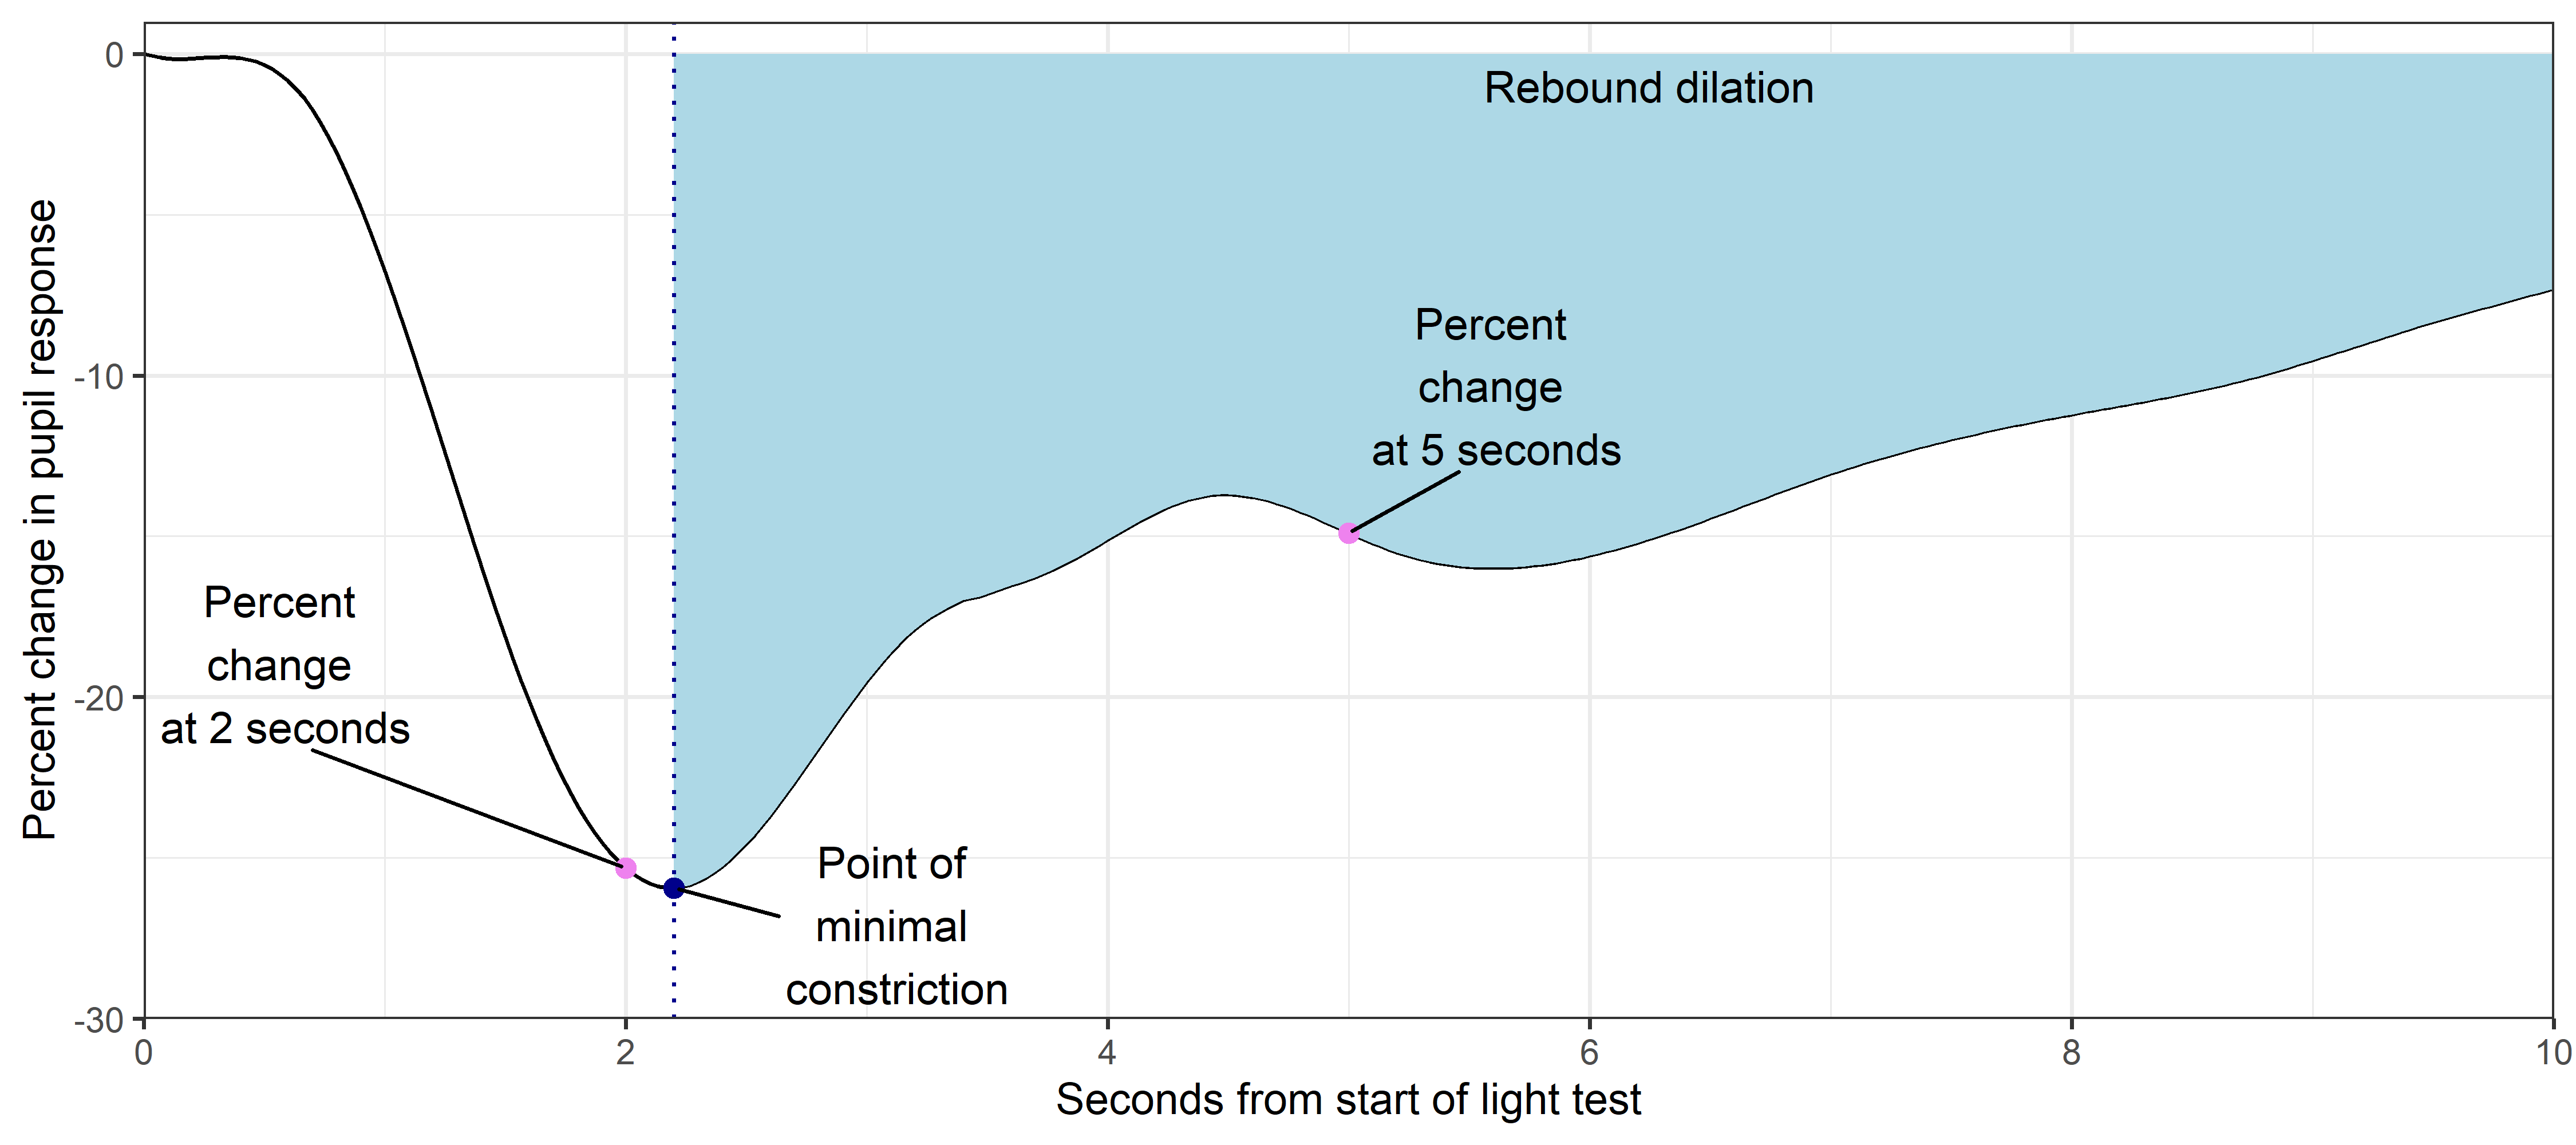 Percent change in pupil response
0
-10
-20
-30
Rebound dilation
Percent
change
at 5 seconds
Percent
change
at 2 seconds
Point of
minimal
constriction
0 2 4 6 8 10
Seconds from start of light test